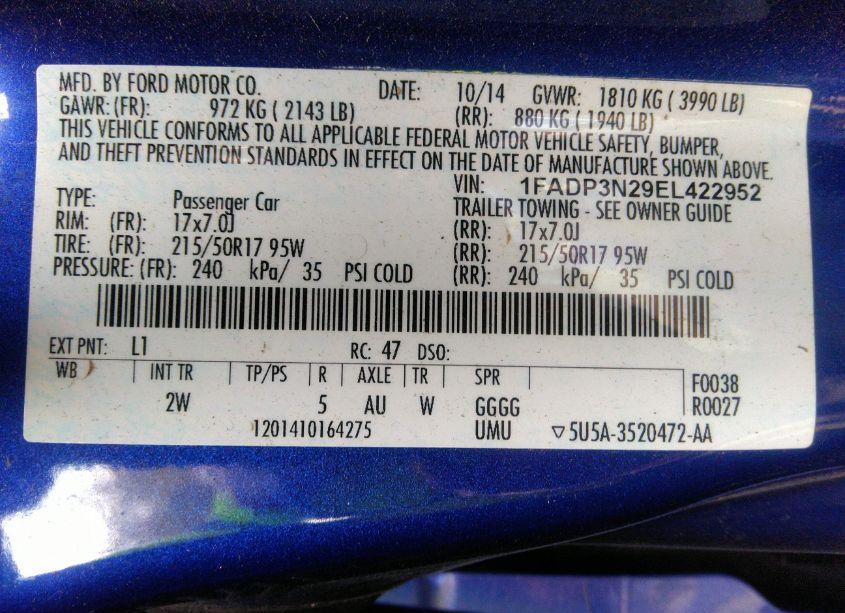 MFD. BY FORD MOTOR CO. DATE: 10/14 GVWR: 1810 KG ( 3990 LB)
GAWR: (FR): 972 KG ( 2143 LB) (RR): 880 KG ( 1940 LB)
THIS VEHICLE CONFORMS TO ALL APPLICABLE FEDERAL MOTOR VEHICLE SAFETY, BUMPER,
AND THEFT PREVENTION STANDARDS IN EFFECT ON THE DATE OF MANUFACTURE SHOWN ABOVE.
VIN: 1FADP3N29EL422952
TYPE: Passenger Car TRAILER TOWING - SEE OWNER GUIDE
RIM: (FR): 17x7.0J (RR): 17x7.0J
TIRE: (FR): 215/50R17 95W (RR): 215/50R17 95W
PRESSURE: (FR): 240 kPa/ 35 PSI COLD (RR): 240 kPa/ 35 PSI COLD
EXT PNT: L1 RC: 47 DSO:
WB INT TR TP/PS R AXLE TR SPR F0038
2W 5 AU W GGGG R0027
1201410164275 UMU ▽5U5A-3520472-AA